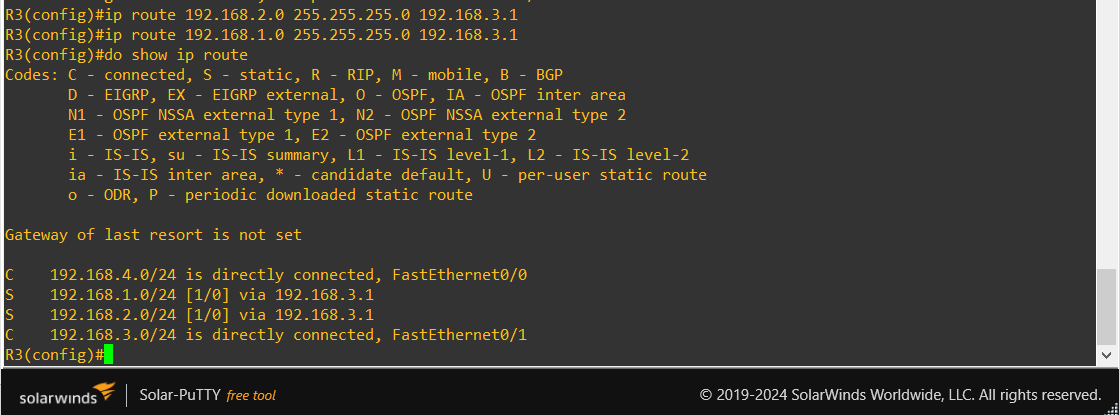 R3(config)#ip route 192.168.2.0 255.255.255.0 192.168.3.1
R3(config)#ip route 192.168.1.0 255.255.255.0 192.168.3.1
R3(config)#do show ip route
Codes: C - connected, S - static, R - RIP, M - mobile, B - BGP
       D - EIGRP, EX - EIGRP external, O - OSPF, IA - OSPF inter area
       N1 - OSPF NSSA external type 1, N2 - OSPF NSSA external type 2
       E1 - OSPF external type 1, E2 - OSPF external type 2
       i - IS-IS, su - IS-IS summary, L1 - IS-IS level-1, L2 - IS-IS level-2
       ia - IS-IS inter area, * - candidate default, U - per-user static route
       o - ODR, P - periodic downloaded static route
Gateway of last resort is not set
C    192.168.4.0/24 is directly connected, FastEthernet0/0
S    192.168.1.0/24 [1/0] via 192.168.3.1
S    192.168.2.0/24 [1/0] via 192.168.3.1
C    192.168.3.0/24 is directly connected, FastEthernet0/1
R3(config)#
solarwinds Solar-PuTTY free tool © 2019-2024 SolarWinds Worldwide, LLC. All rights reserved.